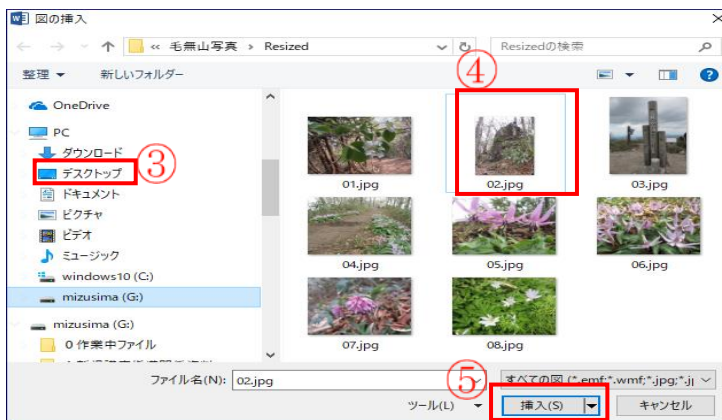 図の挿入
« 毛無山写真 › Resized
Resizedの検索
整理
新しいフォルダー
④
OneDrive
PC
ダウンロード
デスクトップ
③
ドキュメント
ピクチャ
ビデオ
ミュージック
windows10 (C:)
mizusima (G:)
mizusima (G:)
0 作業中ファイル
01.jpg
02.jpg
03.jpg
04.jpg
05.jpg
06.jpg
07.jpg
08.jpg
ファイル名(N): 02.jpg
⑤
すべての図 (*.emf;*.wmf;*.jpg;*.j
ツール(L)
挿入(S)
キャンセル